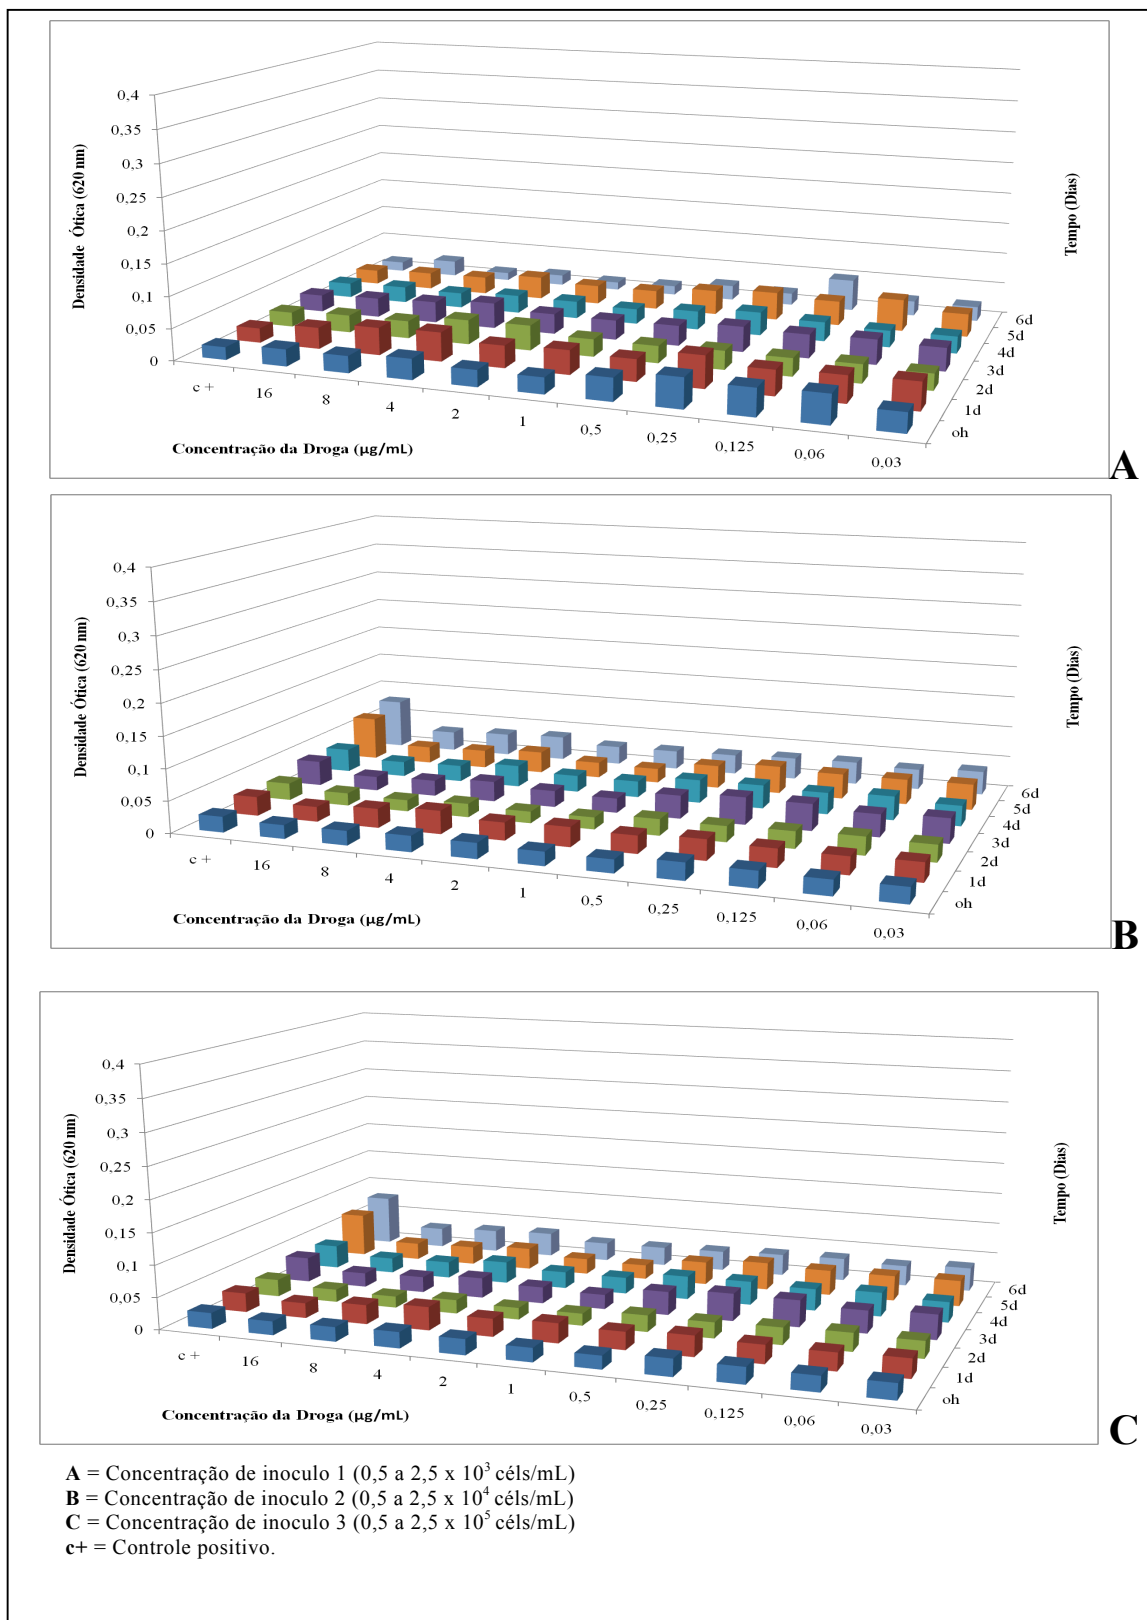 0,4
0,35
0,3
0,25
0,2
0,15
0,1
0,05
0
Densidade Ótica (620 nm)
c +
16
8
4
2
1
0,5
0,25
0,125
0,06
0,03
Concentração da Droga (µg/mL)
6d
5d
4d
3d
2d
1d
oh
Tempo (Dias)
A
0,4
0,35
0,3
0,25
0,2
0,15
0,1
0,05
0
Densidade Ótica (620 nm)
c +
16
8
4
2
1
0,5
0,25
0,125
0,06
0,03
Concentração da Droga (µg/mL)
6d
5d
4d
3d
2d
1d
oh
Tempo (Dias)
B
0,4
0,35
0,3
0,25
0,2
0,15
0,1
0,05
0
Densidade Ótica (620 nm)
c +
16
8
4
2
1
0,5
0,25
0,125
0,06
0,03
Concentração da Droga (µg/mL)
6d
5d
4d
3d
2d
1d
oh
Tempo (Dias)
C
A = Concentração de inoculo 1 (0,5 a 2,5 x 10³ céls/mL)
B = Concentração de inoculo 2 (0,5 a 2,5 x 10⁴ céls/mL)
C = Concentração de inoculo 3 (0,5 a 2,5 x 10⁵ céls/mL)
c+ = Controle positivo.